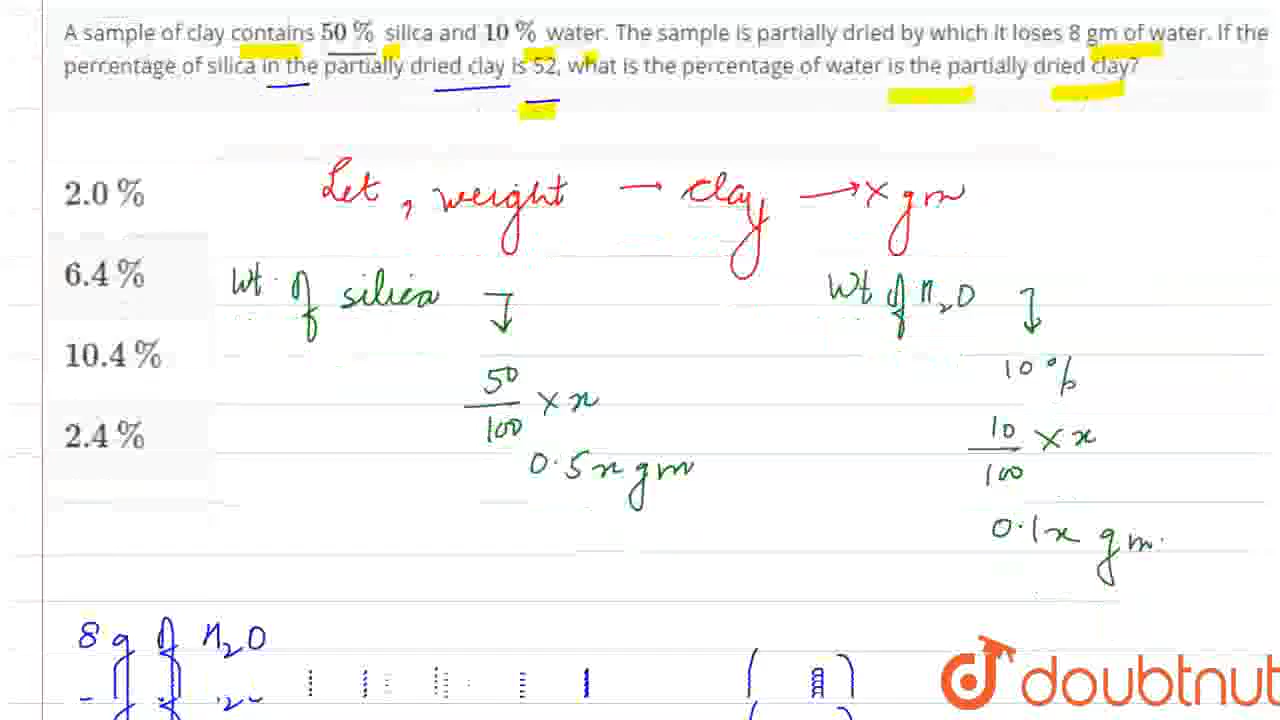 A sample of clay contains 50 % silica and 10 % water. The sample is partially dried by which it loses 8 gm of water. If the
percentage of silica in the partially dried clay is 52, what is the percentage of water is the partially dried clay?
Let, weight → clay → x gm
2.0 %
6.4 %
10.4 %
2.4 %
Wt. of silica
50
100
× x
0.5x gm
Wt of H2O
10 %
10
100
× x
0.1x gm.
8 g of H2O
doubtnut